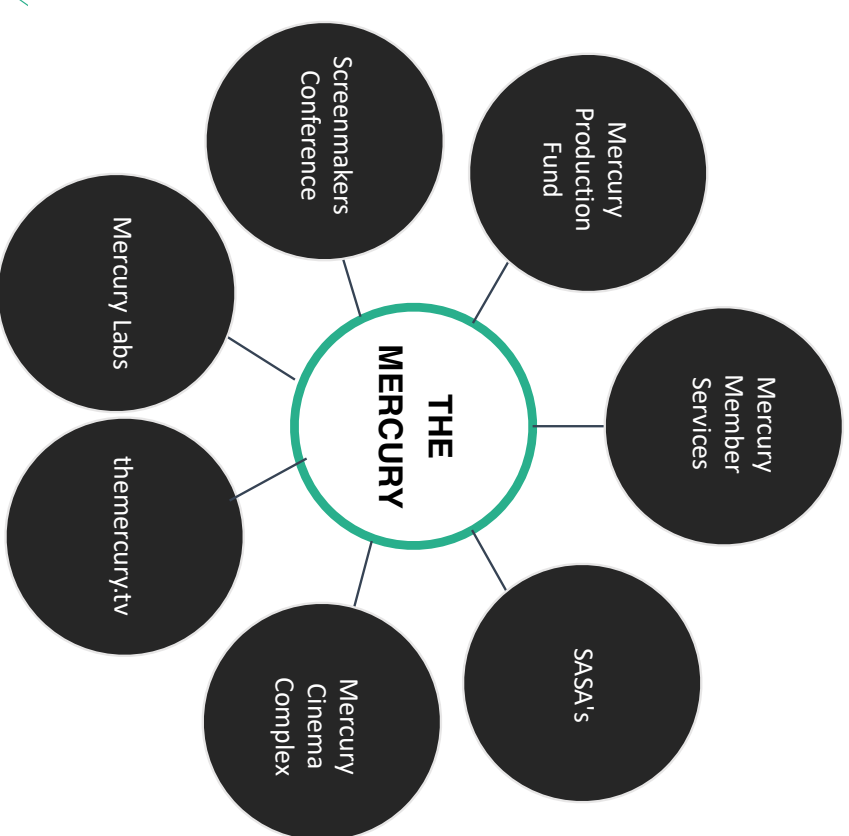 THE
MERCURY
Mercury
Member
Services
SASA's
Mercury
Cinema
Complex
themercury.tv
Mercury Labs
Screenmakers
Conference
Mercury
Production
Fund